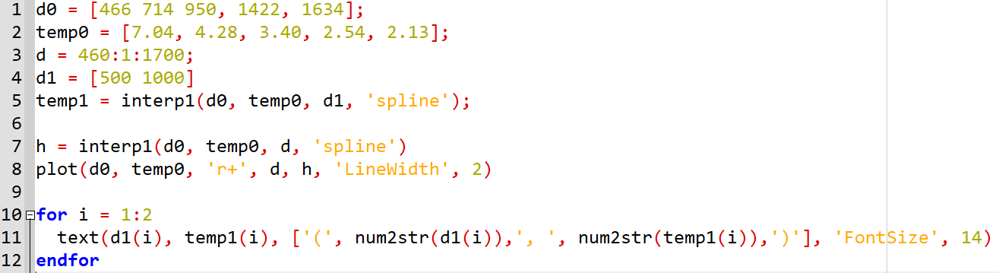 1 d0 = [466 714 950, 1422, 1634];
2 temp0 = [7.04, 4.28, 3.40, 2.54, 2.13];
3 d = 460:1:1700;
4 d1 = [500 1000]
5 temp1 = interp1(d0, temp0, d1, 'spline');
6
7 h = interp1(d0, temp0, d, 'spline')
8 plot(d0, temp0, 'r+', d, h, 'LineWidth', 2)
9
10 for i = 1:2
11   text(d1(i), temp1(i), ['(', num2str(d1(i)),', ', num2str(temp1(i)),')'], 'FontSize', 14)
12 endfor